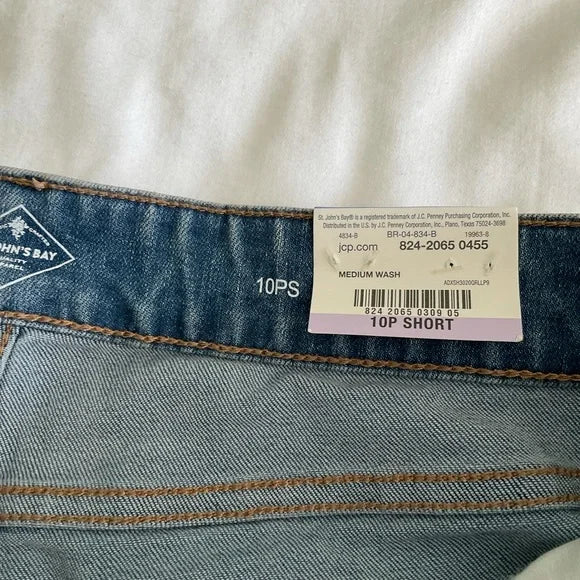 JOHN'S BAY
QUALITY
APPAREL
10PS
St. John's Bay® is a registered trademark of J.C. Penney Purchasing Corporation, Inc.
Distributed in the U.S. by J.C. Penney Corporation, Inc., Plano, Texas 75024-3698
4834-B BR-04-834-B 19963-8
jcp.com 824-2065 0455
MEDIUM WASH
824 2065 0309 05
10P SHORT